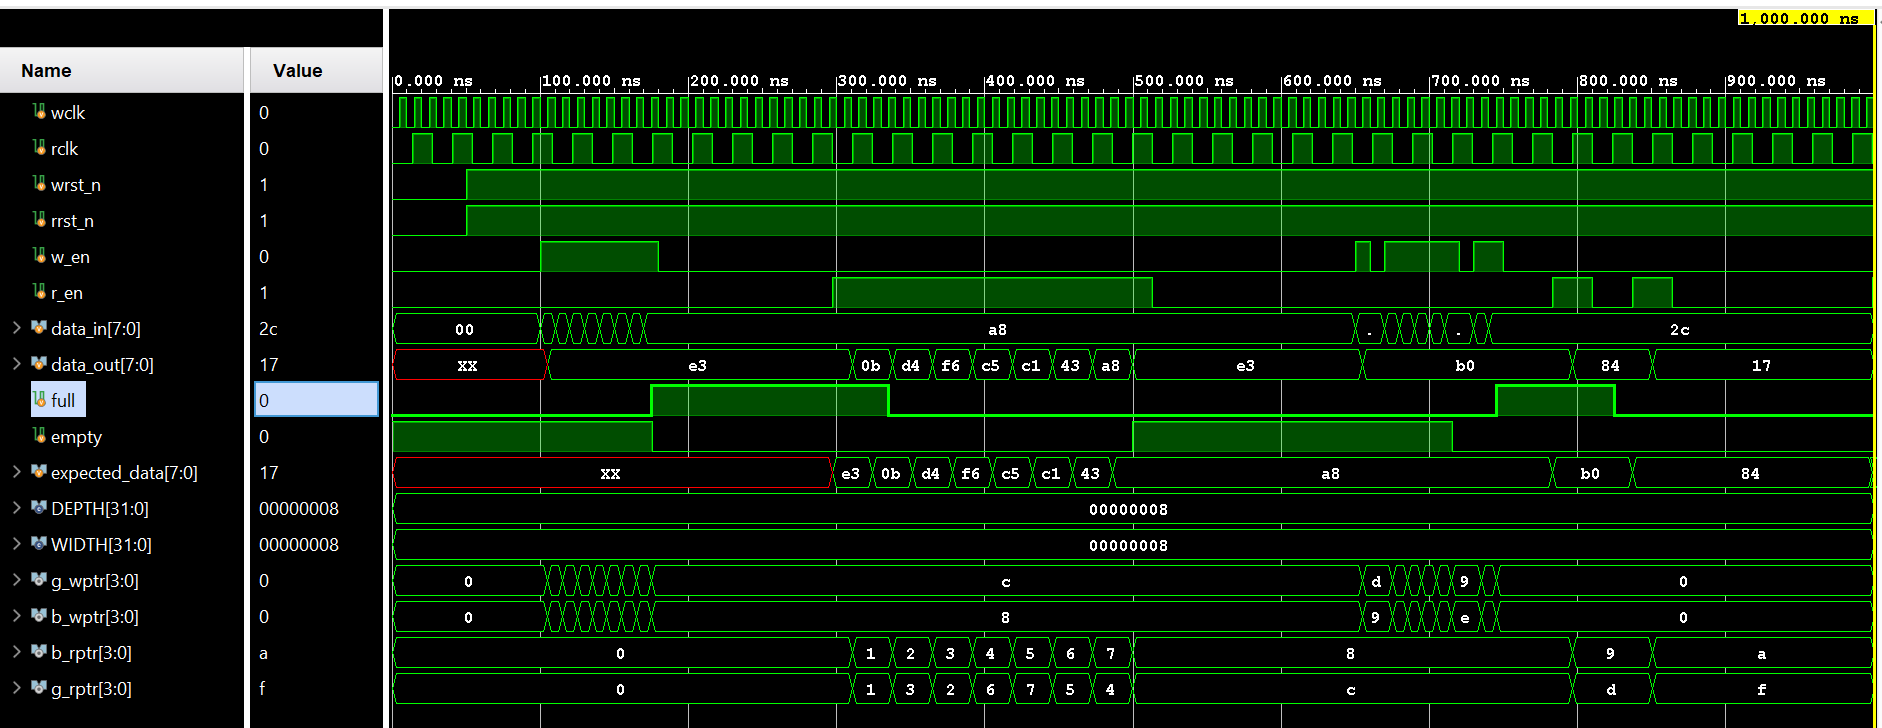 1,000.000 ns
Name Value
0.000 ns 100.000 ns 200.000 ns 300.000 ns 400.000 ns 500.000 ns 600.000 ns 700.000 ns 800.000 ns 900.000 ns
wclk 0
rclk 0
wrst_n 1
rrst_n 1
w_en 0
r_en 1
data_in[7:0] 2c 00 a8 . . 2c
data_out[7:0] 17 XX e3 0b d4 f6 c5 c1 43 a8 e3 b0 84 17
full 0
empty 0
expected_data[7:0] 17 XX e3 0b d4 f6 c5 c1 43 a8 b0 84
DEPTH[31:0] 00000008 00000008
WIDTH[31:0] 00000008 00000008
g_wptr[3:0] 0 0 c d 9 0
b_wptr[3:0] 0 0 8 9 e 0
b_rptr[3:0] a 0 1 2 3 4 5 6 7 8 9 a
g_rptr[3:0] f 0 1 3 2 6 7 5 4 c d f